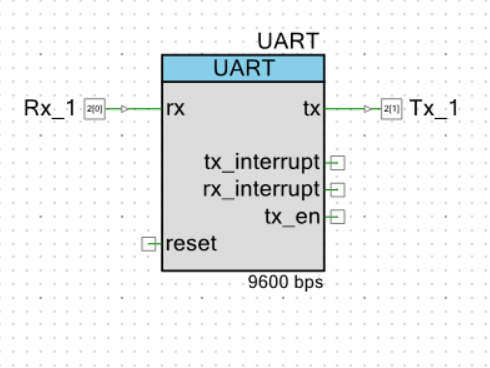 UART
UART
Rx_1 2[0] rx tx 2[1] Tx_1
tx_interrupt
rx_interrupt
tx_en
reset
9600 bps